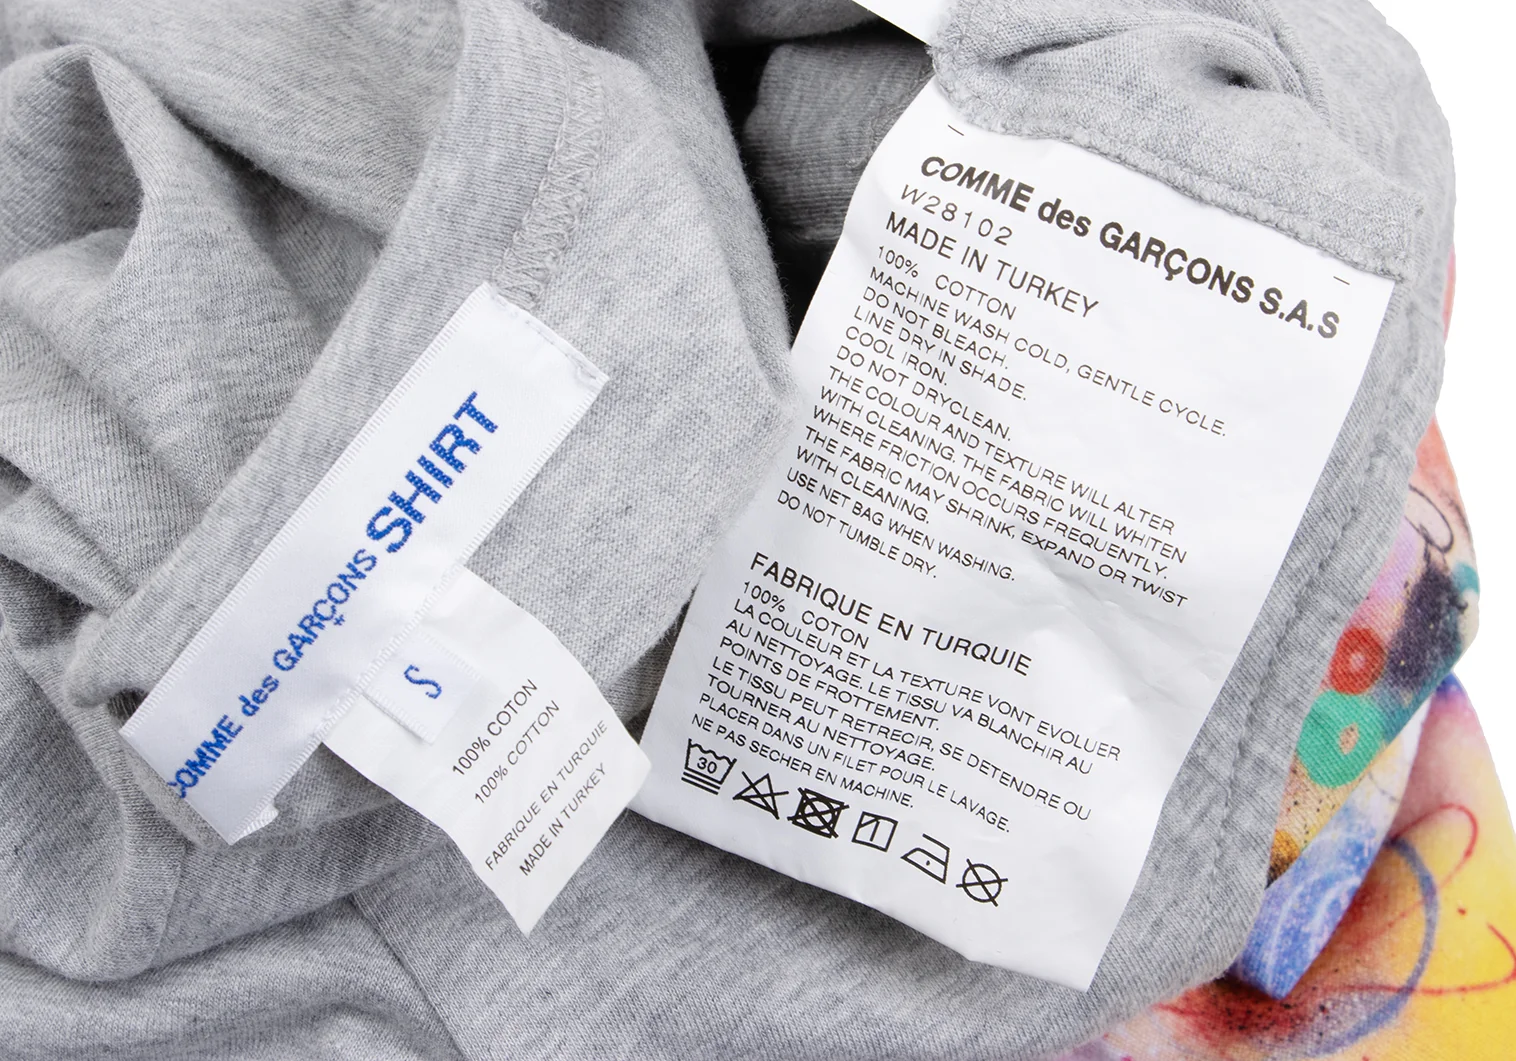 COMME des GARÇONS SHIRT
S
100% COTTON
100% COTTON
FABRIQUE EN TURQUIE
MADE IN TURKEY
COMME des GARÇONS S.A.S
W28102
MADE IN TURKEY
100% COTTON
MACHINE WASH COLD, GENTLE CYCLE.
DO NOT BLEACH.
LINE DRY IN SHADE.
COOL IRON.
DO NOT DRYCLEAN.
THE COLOUR AND TEXTURE WILL ALTER
WITH CLEANING, THE FABRIC WILL WHITEN
WHERE FRICTION OCCURS FREQUENTLY.
THE FABRIC MAY SHRINK, EXPAND OR TWIST
WITH CLEANING.
USE NET BAG WHEN WASHING.
DO NOT TUMBLE DRY.
FABRIQUE EN TURQUIE
100% COTON
LA COULEUR ET LA TEXTURE VONT EVOLUER
AU NETTOYAGE. LE TISSU VA BLANCHIR AU
POINTS DE FROTTEMENT.
LE TISSU PEUT RETRECIR, SE DETENDRE OU
TOURNER AU NETTOYAGE.
PLACER DANS UN FILET POUR LE LAVAGE.
NE PAS SECHER EN MACHINE.
30